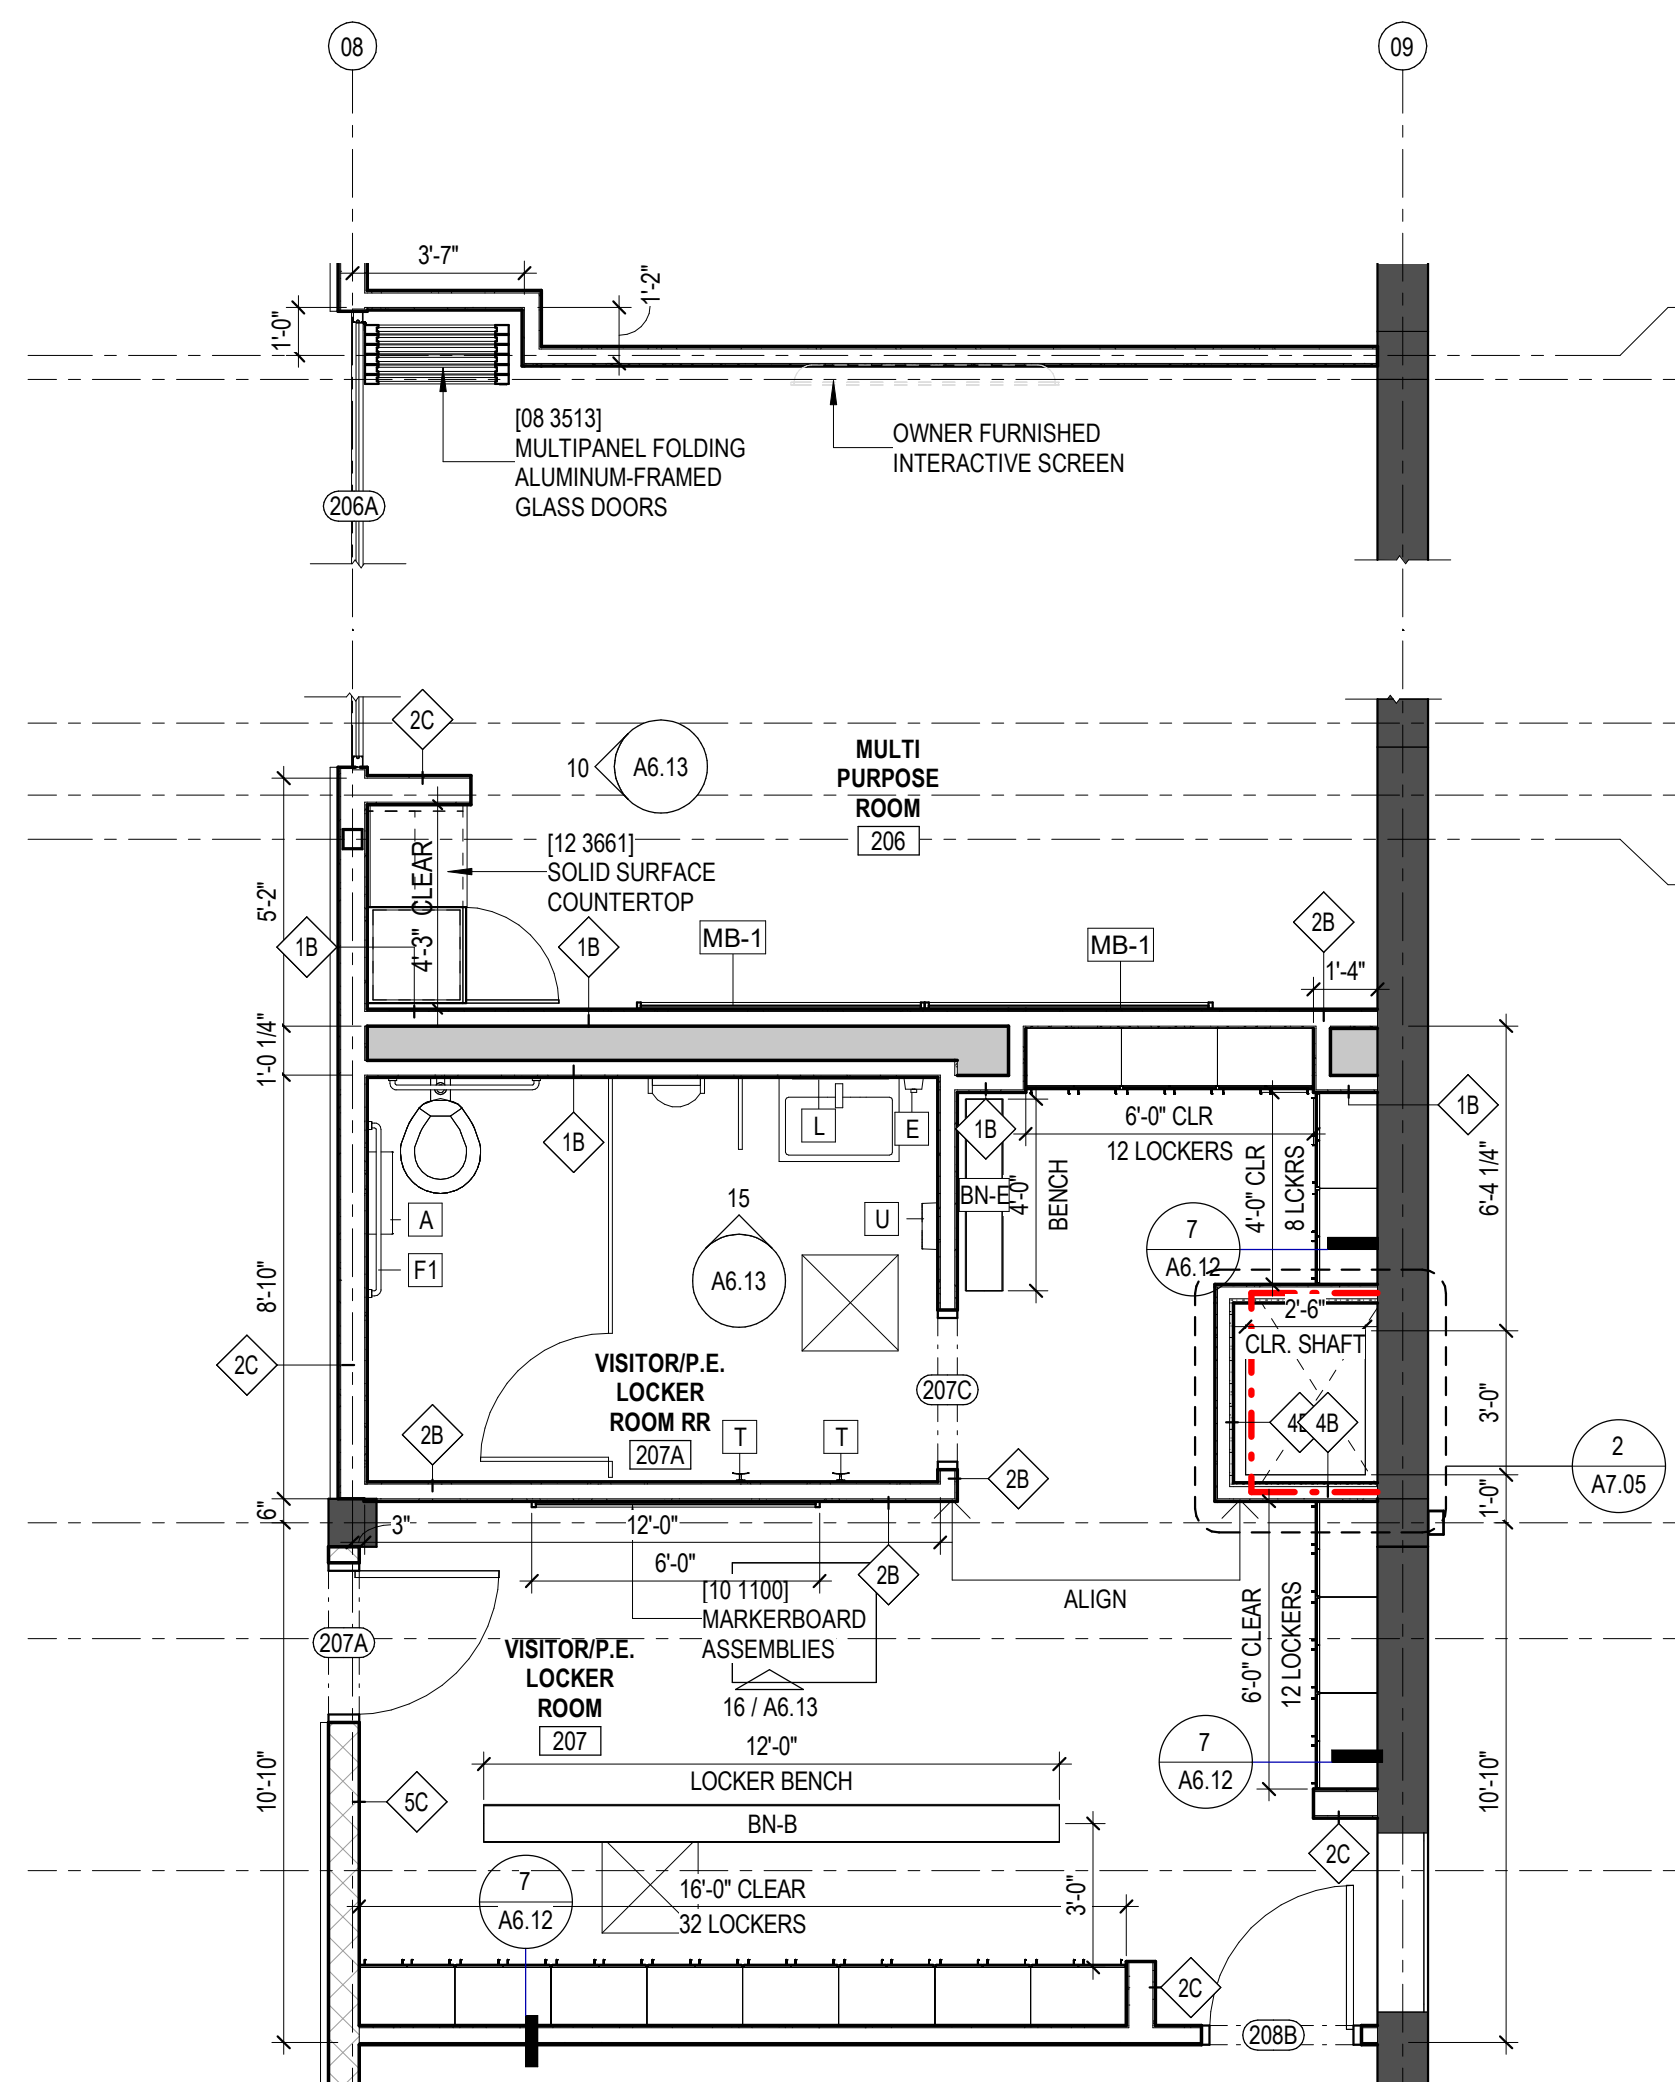 08
09
3'-7"
1'-2"
1'-0"
[08 3513]
MULTIPANEL FOLDING
ALUMINUM-FRAMED
GLASS DOORS
OWNER FURNISHED
INTERACTIVE SCREEN
206A
2C
10
A6.13
MULTI
PURPOSE
ROOM
206
[12 3661]
SOLID SURFACE
COUNTERTOP
4'-3" CLEAR
5'-2"
1B
1B
MB-1
MB-1
2B
1'-4"
1'-0 1/4"
1B
L
E
1B
6'-0" CLR
12 LOCKERS
1B
BN-E
4'-0"
BENCH
4'-0" CLR
8 LCKRS
6'-4 1/4"
A
F1
15
A6.13
U
7
A6.12
8'-10"
2'-6"
CLR. SHAFT
2C
VISITOR/P.E.
LOCKER
ROOM RR
207A
207C
2B
T
T
4B
3'-0"
2B
2
A7.05
6"
3"
12'-0"
6'-0"
1'-0"
2B
[10 1100]
MARKERBOARD
ASSEMBLIES
ALIGN
207A
VISITOR/P.E.
LOCKER
ROOM
207
16 / A6.13
6'-0" CLEAR
12 LOCKERS
7
A6.12
12'-0"
LOCKER BENCH
BN-B
10'-10"
10'-10"
5C
2C
7
A6.12
16'-0" CLEAR
32 LOCKERS
3'-0"
2C
208B